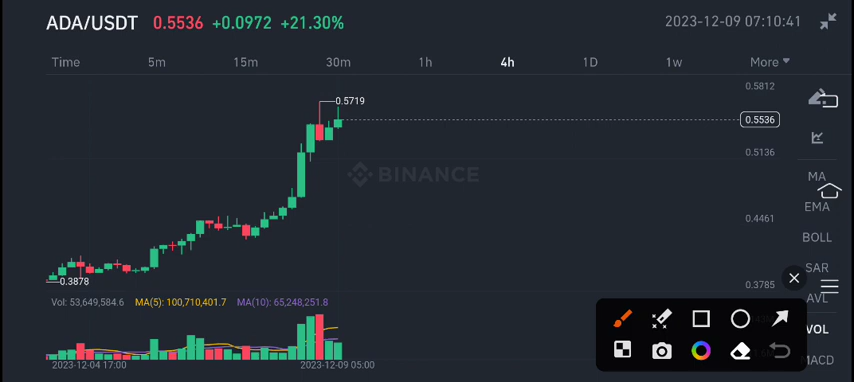 ADA/USDT 0.5536 +0.0972 +21.30% 2023-12-09 07:10:41
Time 5m 15m 30m 1h 4h 1D 1w More
0.5812
0.5719
0.5536
0.5136
BINANCE
MA
EMA
0.4461
BOLL
SAR
0.3878
0.3785
AVL
Vol: 53,649,584.6 MA(5): 100,710,401.7 MA(10): 65,248,251.8
VOL
MACD
2023-12-04 17:00 2023-12-09 05:00